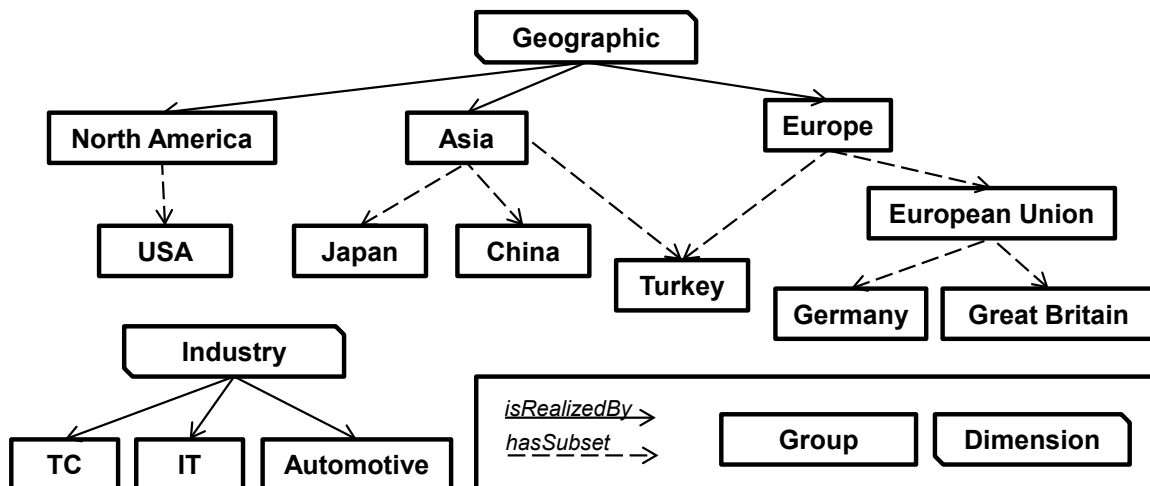 Geographic
North America
Asia
Europe
European Union
USA
Japan
China
Turkey
Germany
Great Britain
Industry
TC
IT
Automotive
isRealizedBy
hasSubset
Group
Dimension